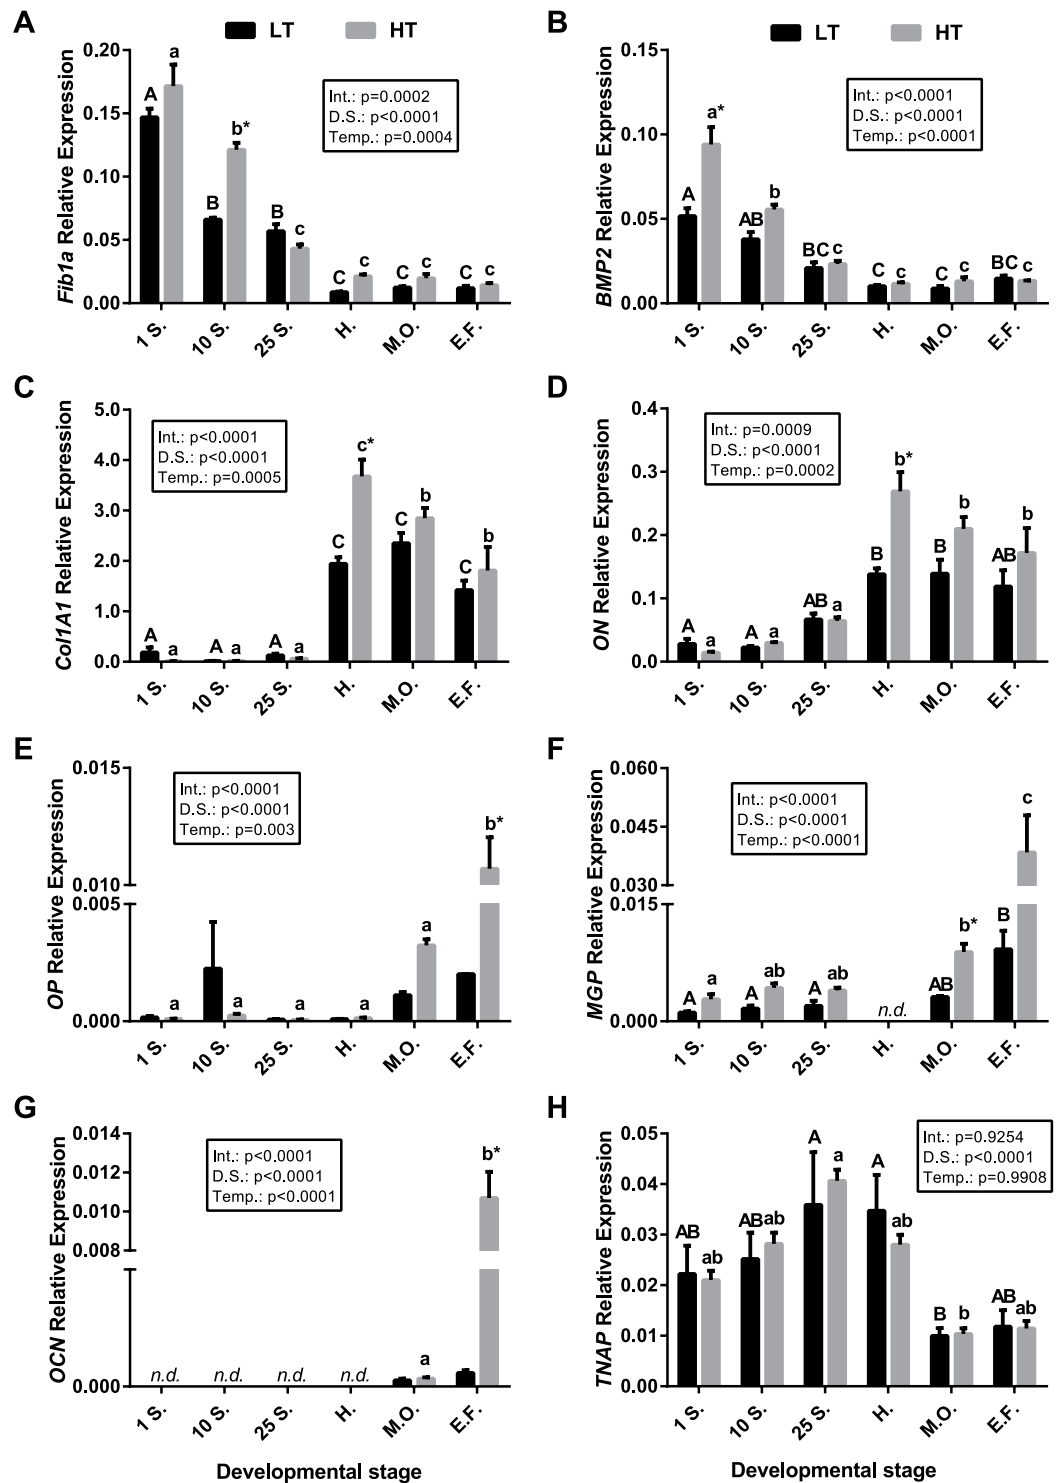 A
LT HT
Fib1a Relative Expression
0.20
0.15
0.10
0.05
0.00
Int.: p=0.0002
D.S.: p<0.0001
Temp.: p=0.0004
A a B b* B c C c C c C c
1 S. 10 S. 25 S. H. M.O. E.F.
B
LT HT
BMP2 Relative Expression
0.15
0.10
0.05
0.00
Int.: p<0.0001
D.S.: p<0.0001
Temp.: p<0.0001
A a* AB b BC c C c C c BC c
1 S. 10 S. 25 S. H. M.O. E.F.
C
Col1A1 Relative Expression
5.0
4.0
3.0
2.0
1.0
0.0
Int.: p<0.0001
D.S.: p<0.0001
Temp.: p=0.0005
A a A a A a C c* C b C b
1 S. 10 S. 25 S. H. M.O. E.F.
D
ON Relative Expression
0.4
0.3
0.2
0.1
0.0
Int.: p=0.0009
D.S.: p<0.0001
Temp.: p=0.0002
A a A a AB a B b* B b AB b
1 S. 10 S. 25 S. H. M.O. E.F.
E
OP Relative Expression
0.015
0.010
0.005
0.000
Int.: p<0.0001
D.S.: p<0.0001
Temp.: p=0.003
a a a a a b*
1 S. 10 S. 25 S. H. M.O. E.F.
F
MGP Relative Expression
0.060
0.045
0.030
0.015
0.000
Int.: p<0.0001
D.S.: p<0.0001
Temp.: p<0.0001
A a A ab A ab n.d. AB b* B c
1 S. 10 S. 25 S. H. M.O. E.F.
G
OCN Relative Expression
0.014
0.012
0.010
0.008
0.000
Int.: p<0.0001
D.S.: p<0.0001
Temp.: p<0.0001
n.d. n.d. n.d. n.d. a b*
1 S. 10 S. 25 S. H. M.O. E.F.
Developmental stage
H
TNAP Relative Expression
0.05
0.04
0.03
0.02
0.01
0.00
Int.: p=0.9254
D.S.: p<0.0001
Temp.: p=0.9908
AB ab AB ab A a A ab B b AB ab
1 S. 10 S. 25 S. H. M.O. E.F.
Developmental stage